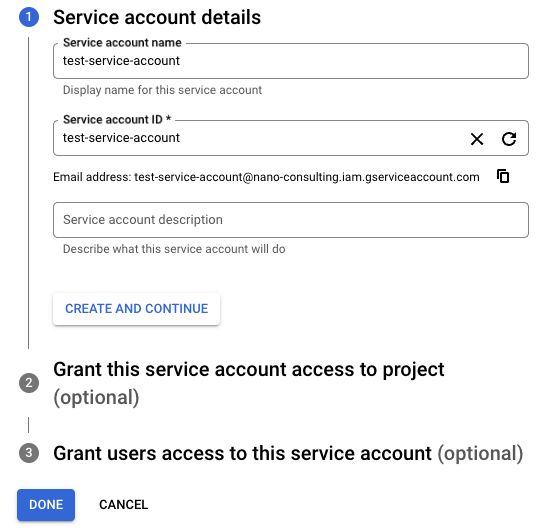 1 Service account details
Service account name
test-service-account
Display name for this service account
Service account ID *
test-service-account
Email address: test-service-account@nano-consulting.iam.gserviceaccount.com
Service account description
Describe what this service account will do
CREATE AND CONTINUE
2 Grant this service account access to project
(optional)
3 Grant users access to this service account (optional)
DONE CANCEL